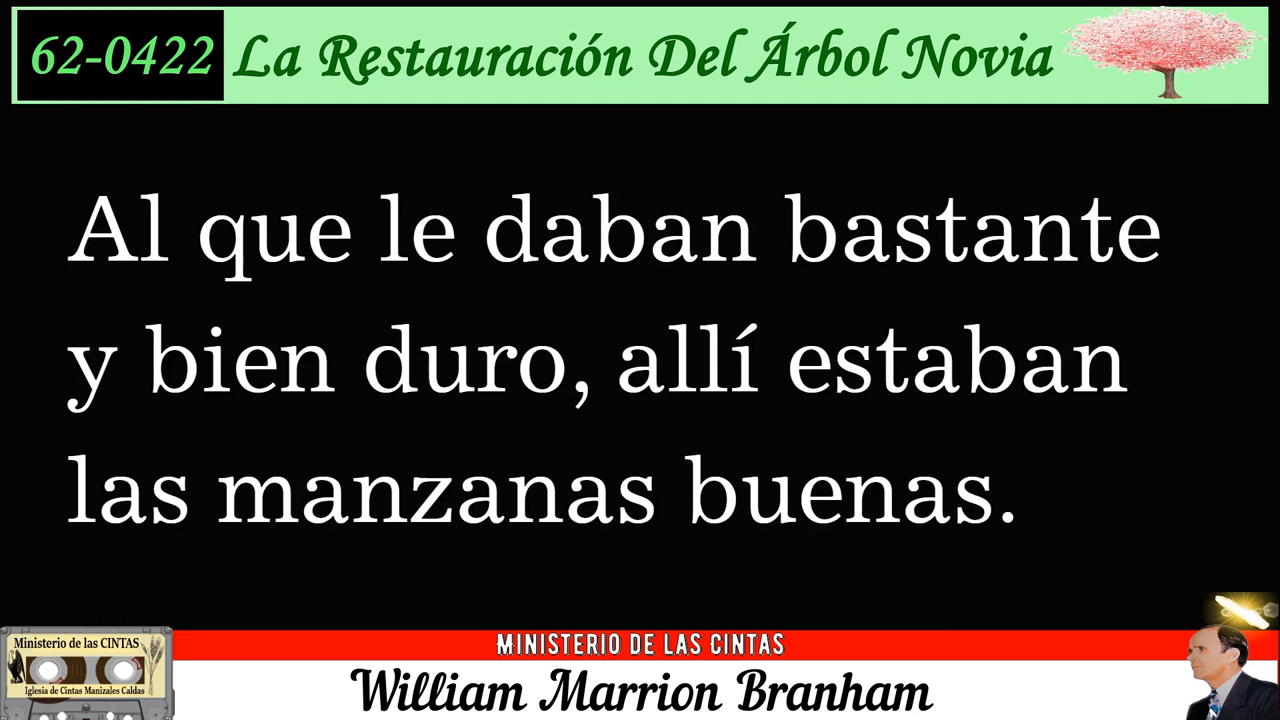 62-0422 La Restauración Del Árbol Novia
Al que le daban bastante
y bien duro, allí estaban
las manzanas buenas.
MINISTERIO DE LAS CINTAS
William Marrion Branham
Ministerio de las CINTAS
Iglesia de Cintas Manizales Caldas